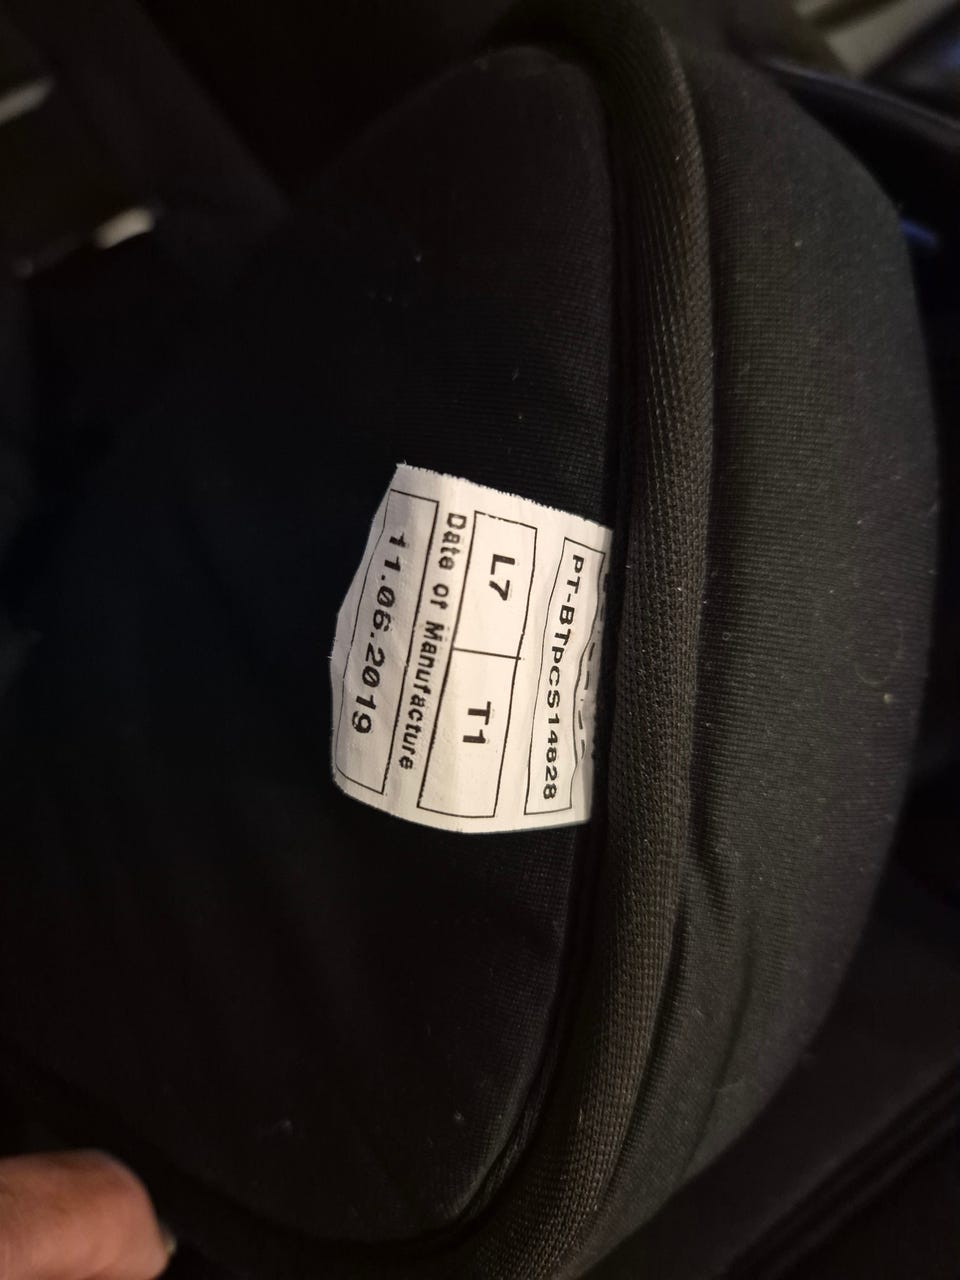 PT-BTPCS14828
L7 T1
Date of Manufacture
11.06.2019